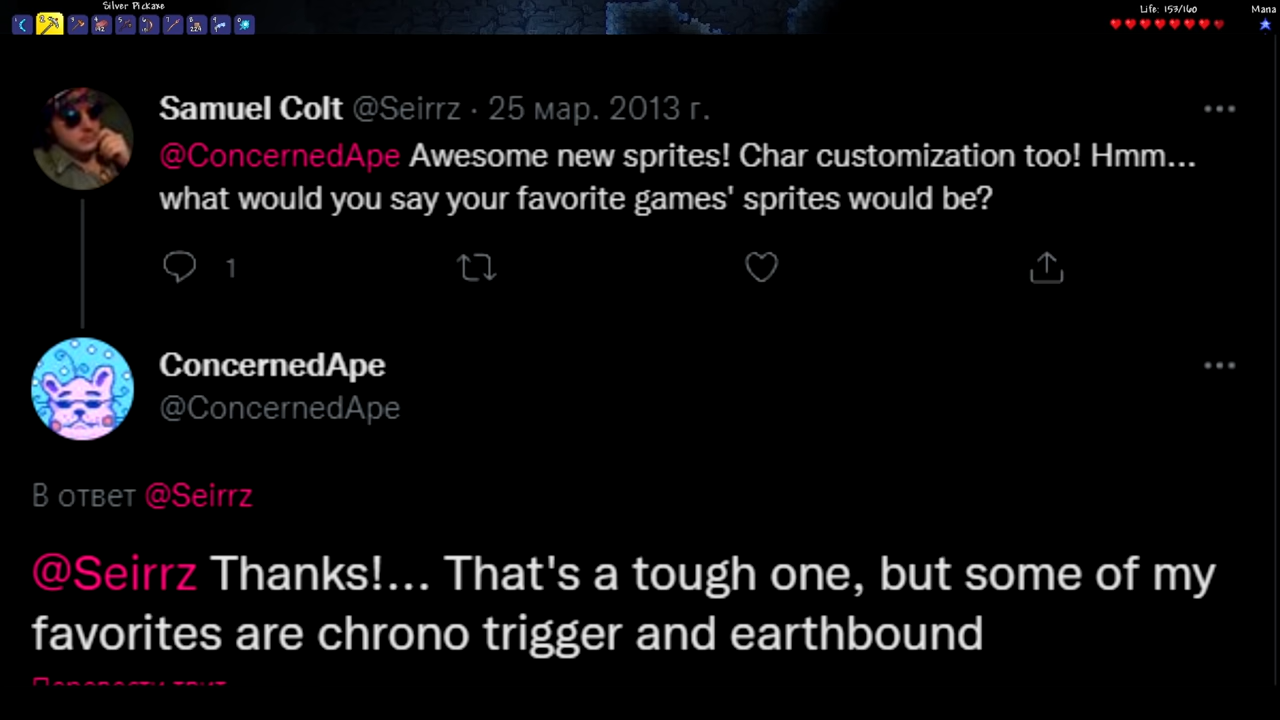 Silver Pickaxe
Life: 157/160
Mana
Samuel Colt @Seirrz · 25 мар. 2013 г.
@ConcernedApe Awesome new sprites! Char customization too! Hmm...
what would you say your favorite games' sprites would be?
1
ConcernedApe
@ConcernedApe
В ответ @Seirrz
@Seirrz Thanks!... That's a tough one, but some of my
favorites are chrono trigger and earthbound